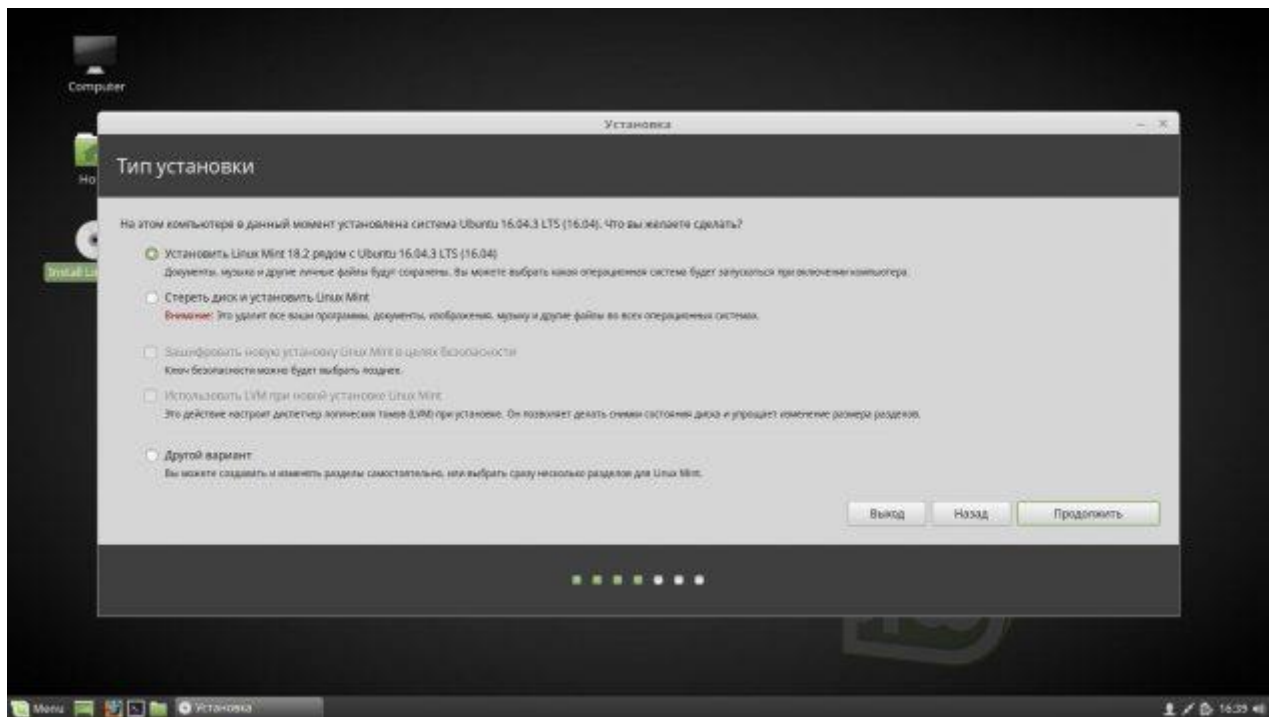 Computer
Установка
Ho
Тип установки
На этом компьютере в данный момент установлена система Ubuntu 16.04.3 LTS (16.04). Что вы желаете сделать?
Установить Linux Mint 18.2 рядом с Ubuntu 16.04.3 LTS (16.04)
Документы, музыка и другие личные файлы будут сохранены. Вы можете выбрать какая операционная система будет запускаться при включении компьютера.
Install Li
Стереть диск и установить Linux Mint
Внимание: Это удалит все ваши программы, документы, изображения, музыку и другие файлы во всех операционных системах.
Зашифровать новую установку Linux Mint в целях безопасности
Ключ безопасности можно будет выбрать позднее.
Использовать LVM при новой установке Linux Mint
Это действие настроит диспетчер логических томов (LVM) при установке. Он позволяет делать снимки состояния диска и упрощает изменение размера разделов.
Другой вариант
Вы можете создавать и изменять разделы самостоятельно, или выбрать сразу несколько разделов для Linux Mint.
Выход Назад Продолжить
Menu Установка 16:39